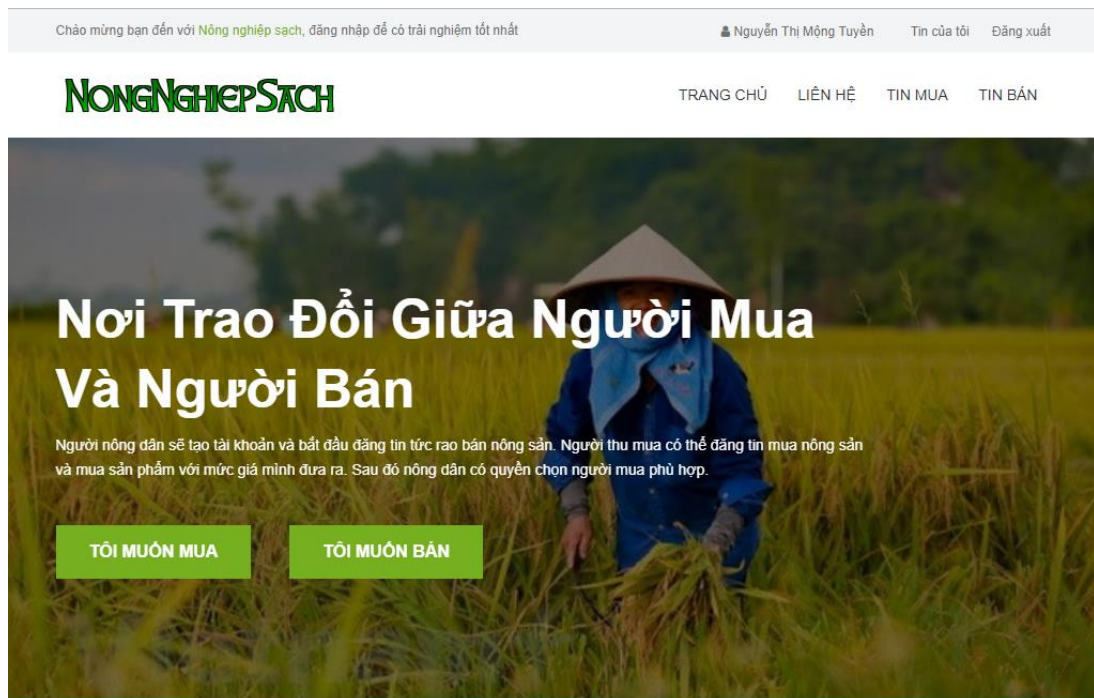 Chào mừng bạn đến với Nông nghiệp sạch, đăng nhập để có trải nghiệm tốt nhất
Nguyễn Thị Mộng Tuyền Tin của tôi Đăng xuất
NONGNGHIEPSACH
TRANG CHỦ LIÊN HỆ TIN MUA TIN BÁN
Nơi Trao Đổi Giữa Người Mua
Và Người Bán
Người nông dân sẽ tạo tài khoản và bắt đầu đăng tin tức rao bán nông sản. Người thu mua có thể đăng tin mua nông sản
và mua sản phẩm với mức giá mình đưa ra. Sau đó nông dân có quyền chọn người mua phù hợp.
TÔI MUỐN MUA TÔI MUỐN BÁN